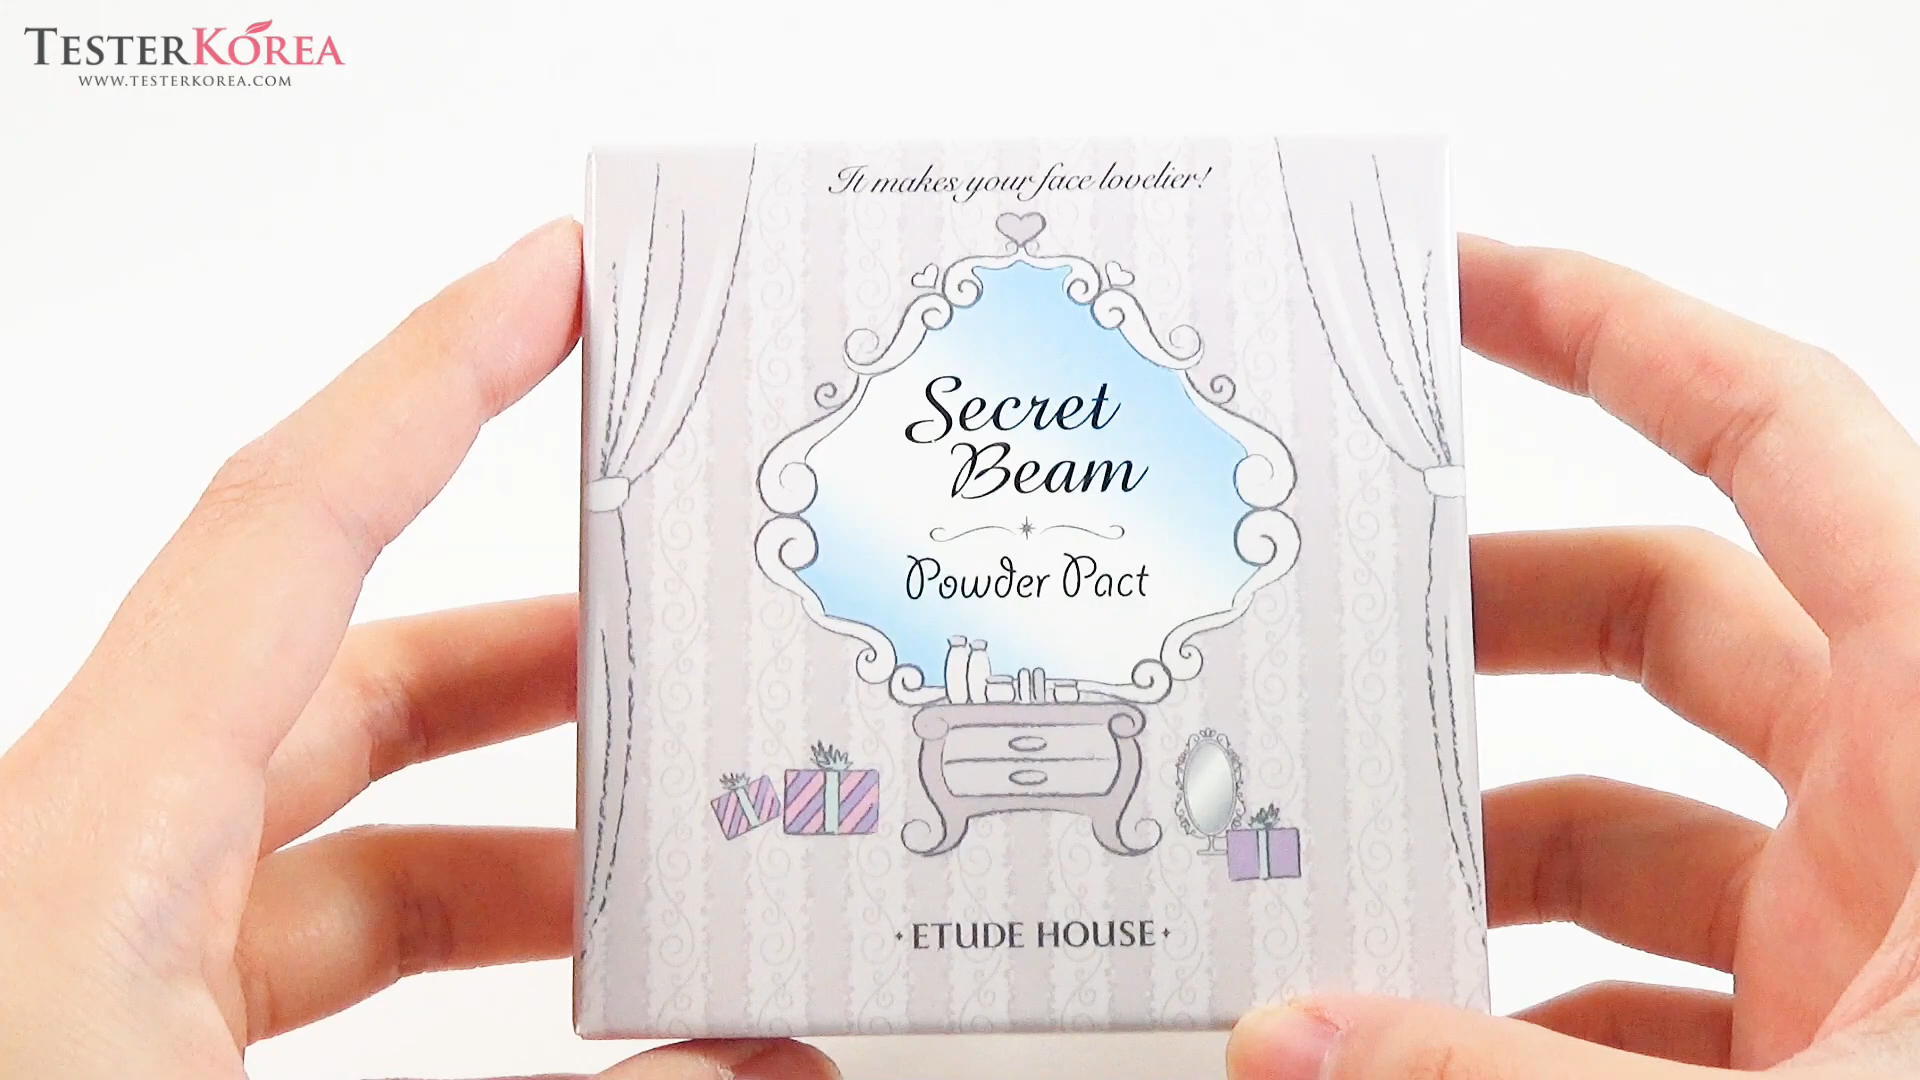 TESTERKOREA
WWW.TESTERKOREA.COM
It makes your face lovelier!
Secret
Beam
Powder Pact
ETUDE HOUSE